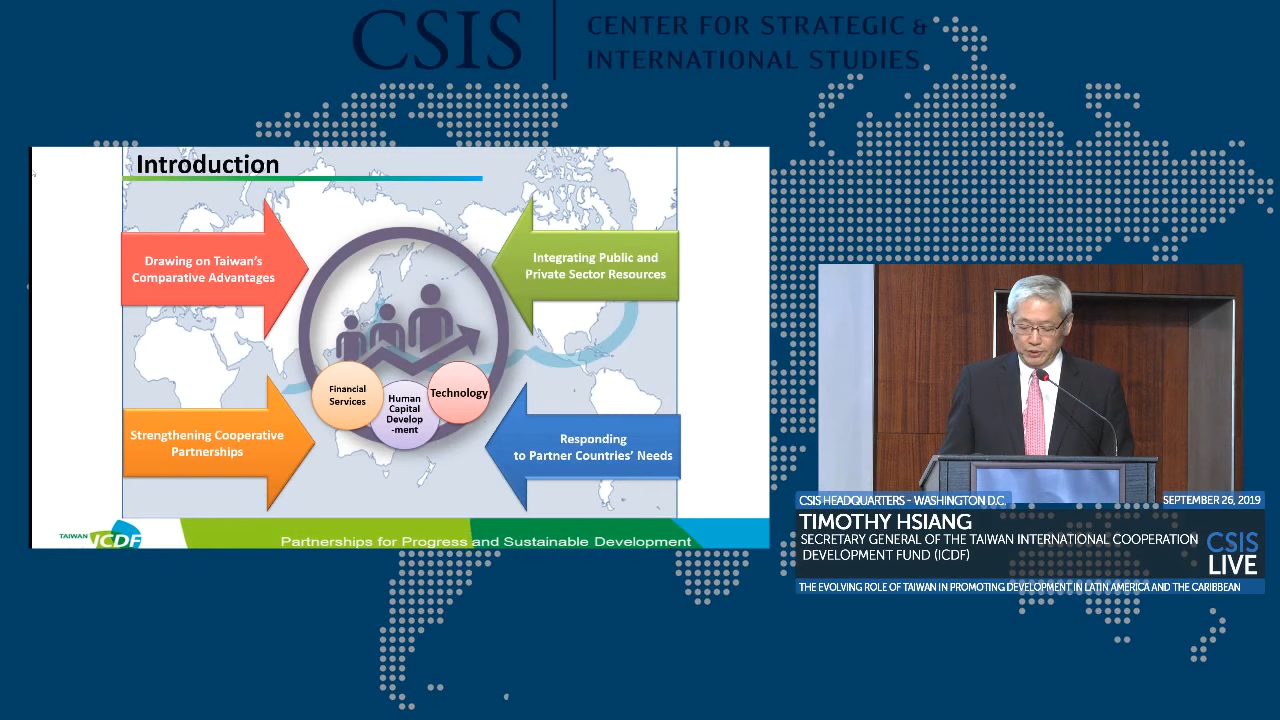 CSIS
CENTER FOR STRATEGIC &
INTERNATIONAL STUDIES
Introduction
Drawing on Taiwan's
Comparative Advantages
Integrating Public and
Private Sector Resources
Financial
Services
Human
Capital
Develop
-ment
Technology
Strengthening Cooperative
Partnerships
Responding
to Partner Countries' Needs
TAIWAN ICDF
Partnerships for Progress and Sustainable Development
CSIS HEADQUARTERS - WASHINGTON D.C.
SEPTEMBER 26, 2019
TIMOTHY HSIANG
SECRETARY GENERAL OF THE TAIWAN INTERNATIONAL COOPERATION
DEVELOPMENT FUND (ICDF)
CSIS
LIVE
THE EVOLVING ROLE OF TAIWAN IN PROMOTING DEVELOPMENT IN LATIN AMERICA AND THE CARIBBEAN